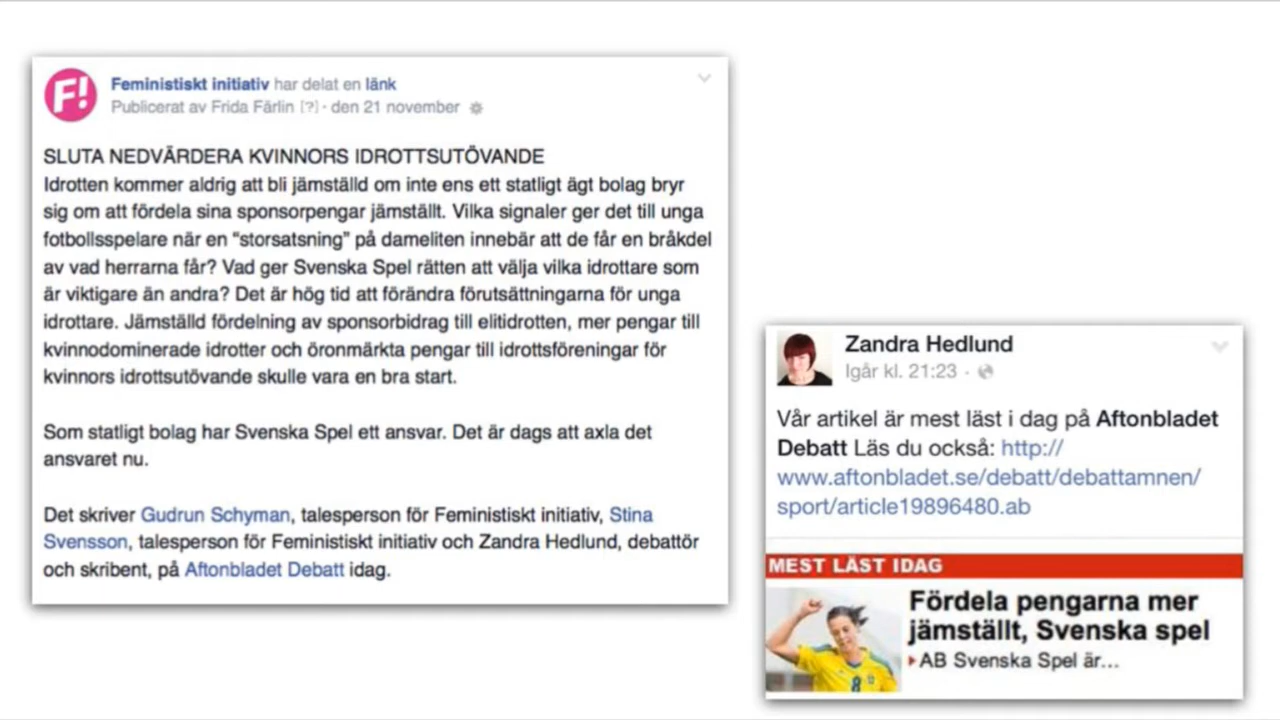 F!
Feministiskt initiativ har delat en länk
Publicerat av Frida Färlin [?] · den 21 november
SLUTA NEDVÄRDERA KVINNORS IDROTTSUTÖVANDE
Idrotten kommer aldrig att bli jämställd om inte ens ett statligt ägt bolag bryr
sig om att fördela sina sponsorpengar jämställt. Vilka signaler ger det till unga
fotbollsspelare när en "storsatsning" på dameliten innebär att de får en bråkdel
av vad herrarna får? Vad ger Svenska Spel rätten att välja vilka idrottare som
är viktigare än andra? Det är hög tid att förändra förutsättningarna för unga
idrottare. Jämställd fördelning av sponsorbidrag till elitidrotten, mer pengar till
kvinnodominerade idrotter och öronmärkta pengar till idrottsföreningar för
kvinnors idrottsutövande skulle vara en bra start.
Som statligt bolag har Svenska Spel ett ansvar. Det är dags att axla det
ansvaret nu.
Det skriver Gudrun Schyman, talesperson för Feministiskt initiativ, Stina
Svensson, talesperson för Feministiskt initiativ och Zandra Hedlund, debattör
och skribent, på Aftonbladet Debatt idag.
Zandra Hedlund
Igår kl. 21:23 ·
Vår artikel är mest läst i dag på Aftonbladet
Debatt Läs du också: http://
www.aftonbladet.se/debatt/debattamnen/
sport/article19896480.ab
MEST LÄST IDAG
Fördela pengarna mer
jämställt, Svenska spel
AB Svenska Spel är...
8